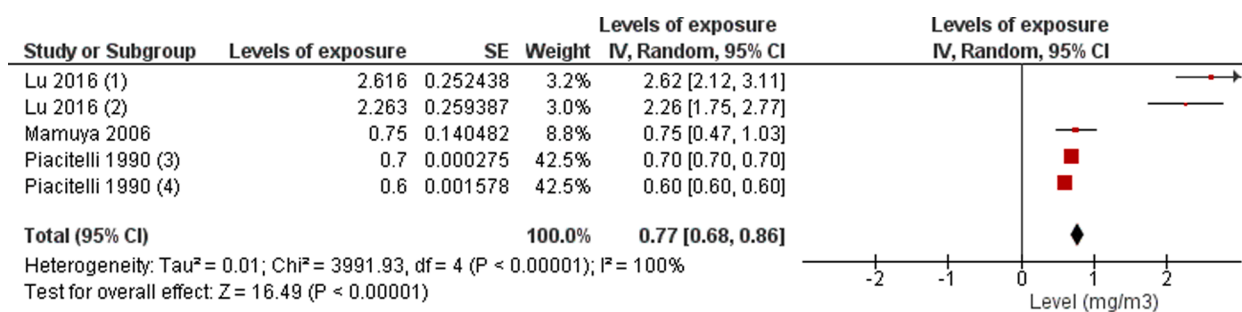 Levels of exposure Levels of exposure
Study or Subgroup Levels of exposure SE Weight IV, Random, 95% CI IV, Random, 95% CI
Lu 2016 (1) 2.616 0.252438 3.2% 2.62 [2.12, 3.11]
Lu 2016 (2) 2.263 0.259387 3.0% 2.26 [1.75, 2.77]
Mamuya 2006 0.75 0.140482 8.8% 0.75 [0.47, 1.03]
Piacitelli 1990 (3) 0.7 0.000275 42.5% 0.70 [0.70, 0.70]
Piacitelli 1990 (4) 0.6 0.001578 42.5% 0.60 [0.60, 0.60]
Total (95% CI) 100.0% 0.77 [0.68, 0.86]
Heterogeneity: Tau² = 0.01; Chi² = 3991.93, df = 4 (P < 0.00001); I² = 100%
Test for overall effect: Z = 16.49 (P < 0.00001)
-2 -1 0 1 2
Level (mg/m3)